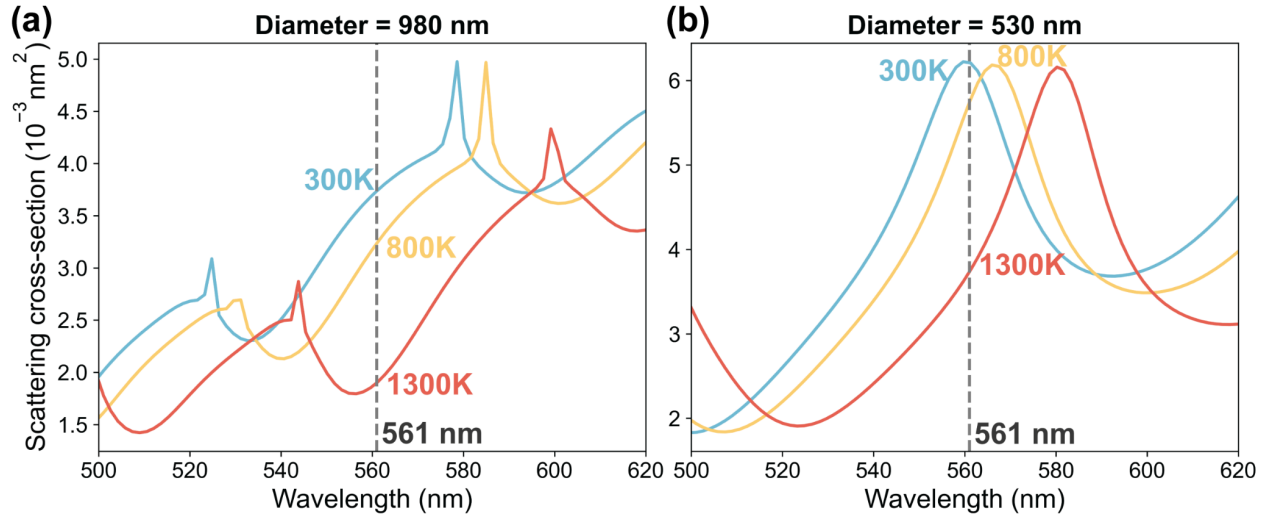 (a)
Diameter = 980 nm
Scattering cross-section (10⁻³ nm²)
5.0
4.5
4.0
3.5
3.0
2.5
2.0
1.5
300K
800K
1300K
561 nm
500 520 540 560 580 600 620
Wavelength (nm)
(b)
Diameter = 530 nm
6
5
4
3
2
300K
800K
1300K
561 nm
500 520 540 560 580 600 620
Wavelength (nm)